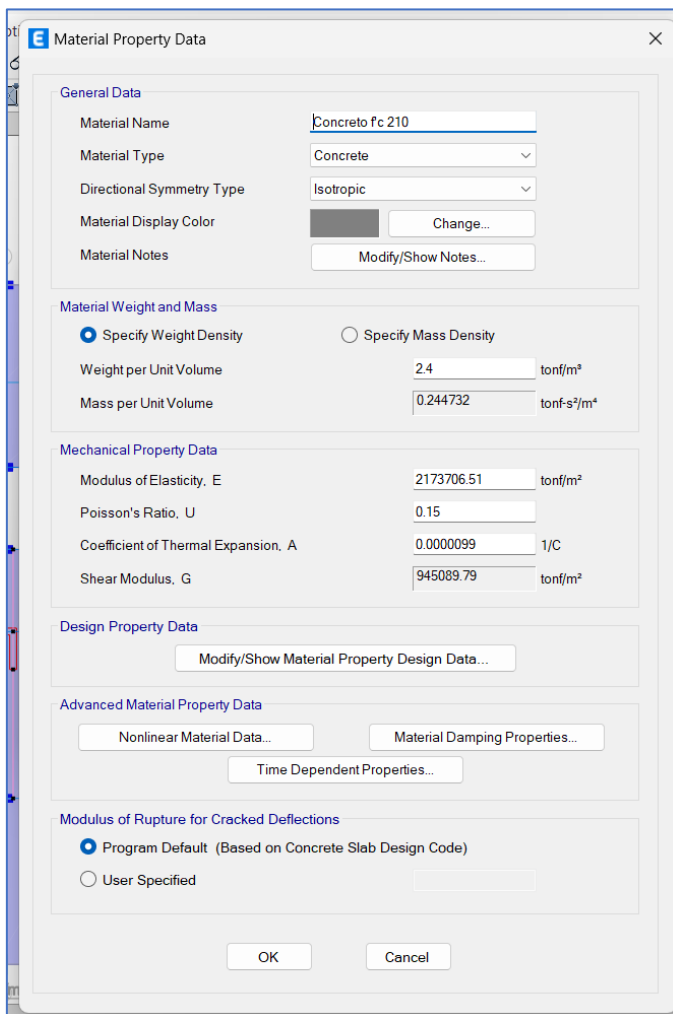 E Material Property Data
General Data
Material Name Concreto f'c 210
Material Type Concrete
Directional Symmetry Type Isotropic
Material Display Color Change...
Material Notes Modify/Show Notes...
Material Weight and Mass
Specify Weight Density Specify Mass Density
Weight per Unit Volume 2.4 tonf/m³
Mass per Unit Volume 0.244732 tonf-s²/m⁴
Mechanical Property Data
Modulus of Elasticity, E 2173706.51 tonf/m²
Poisson's Ratio, U 0.15
Coefficient of Thermal Expansion, A 0.0000099 1/C
Shear Modulus, G 945089.79 tonf/m²
Design Property Data
Modify/Show Material Property Design Data...
Advanced Material Property Data
Nonlinear Material Data... Material Damping Properties...
Time Dependent Properties...
Modulus of Rupture for Cracked Deflections
Program Default (Based on Concrete Slab Design Code)
User Specified
OK Cancel